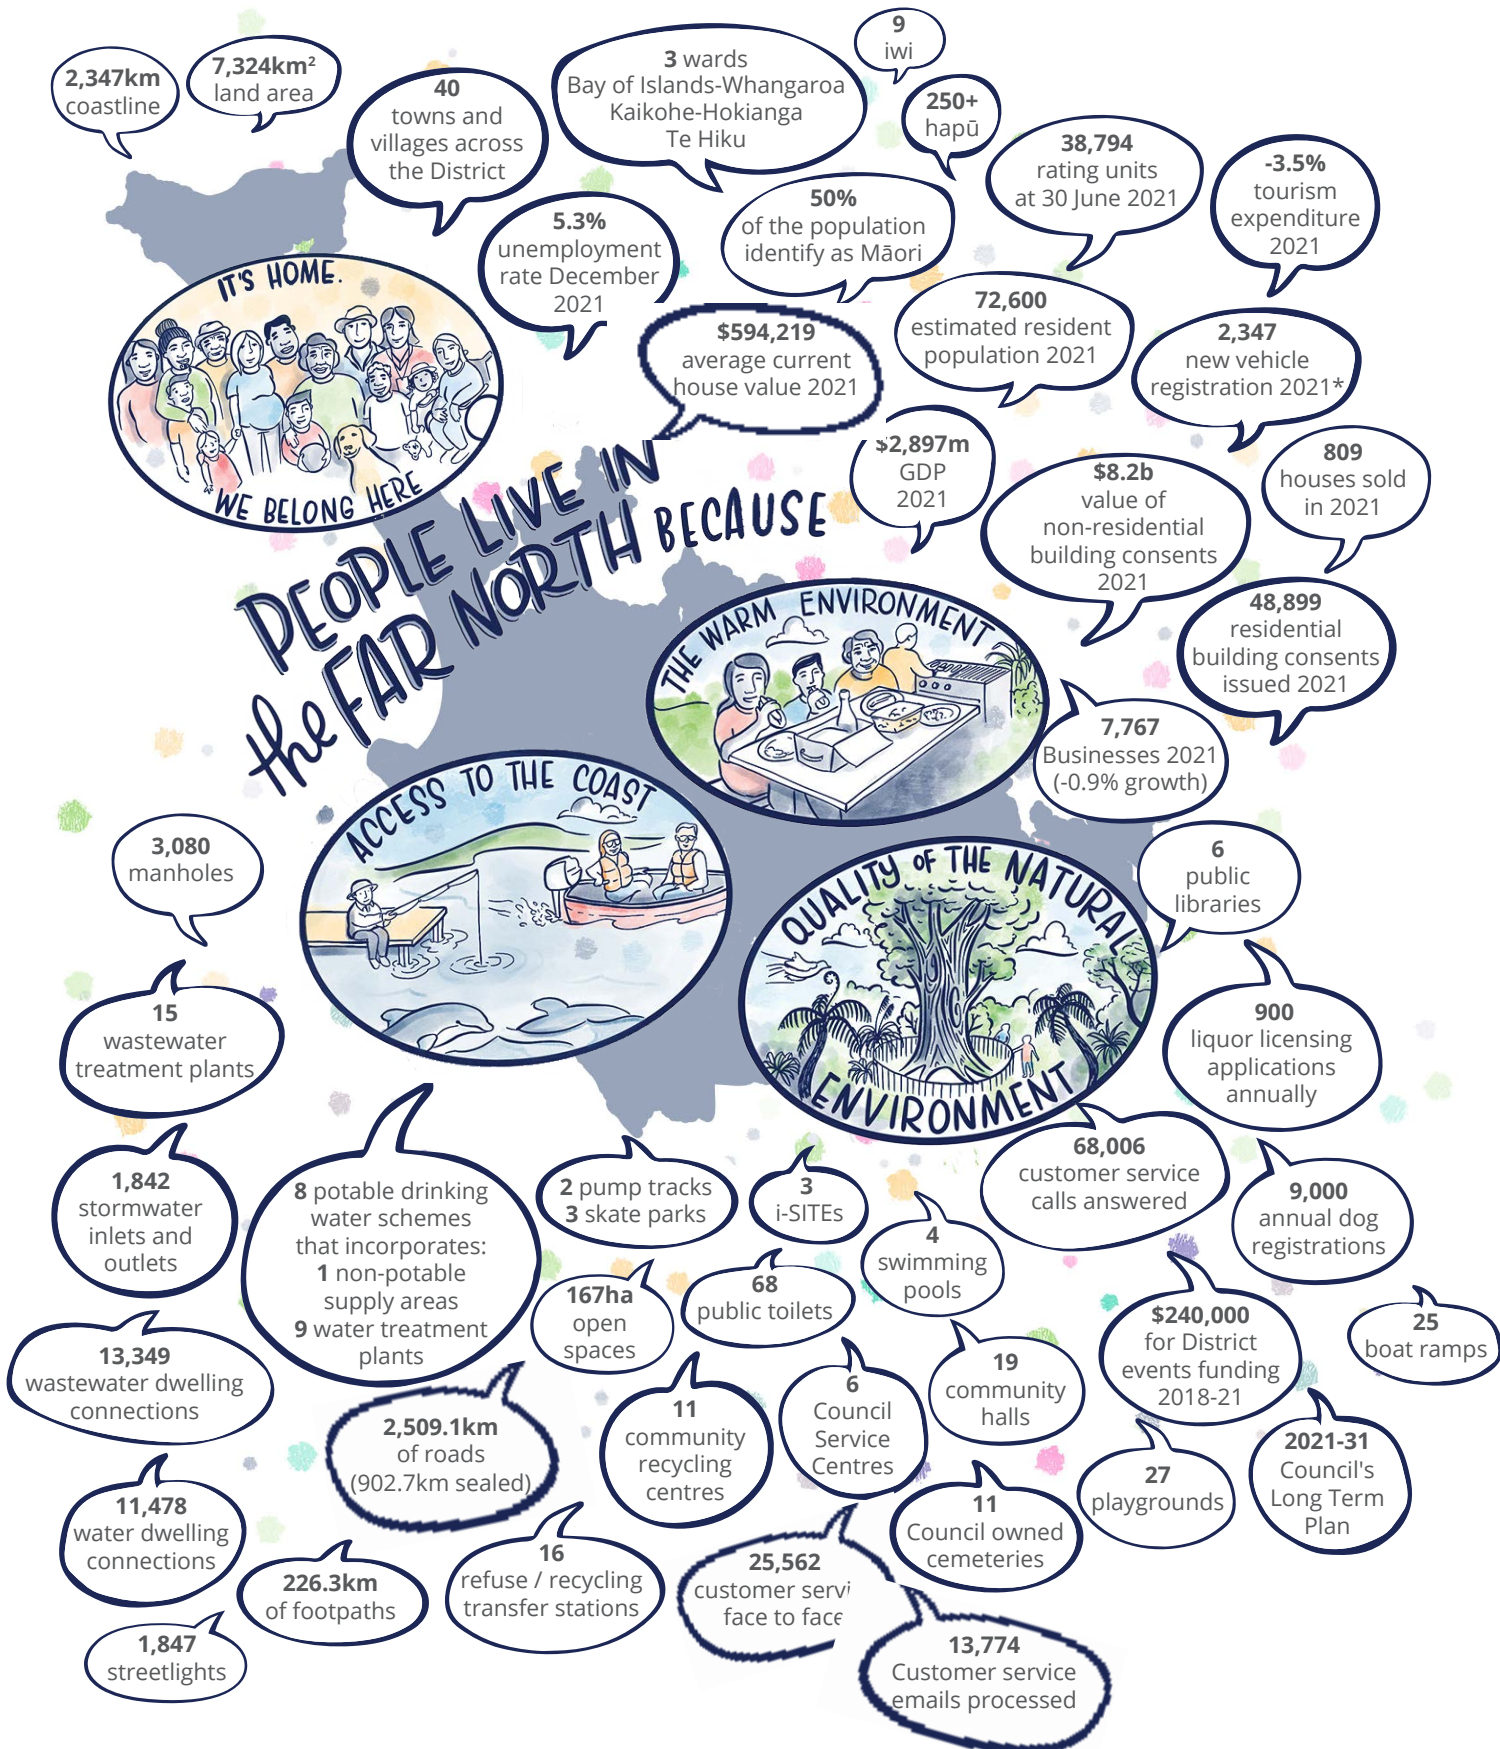 2,347km
coastline
7,324km²
land area
40
towns and
villages across
the District
3 wards
Bay of Islands-Whangaroa
Kaikohe-Hokianga
Te Hiku
9
iwi
250+
hapū
38,794
rating units
at 30 June 2021
-3.5%
tourism
expenditure
2021
5.3%
unemployment
rate December
2021
50%
of the population
identify as Māori
$594,219
average current
house value 2021
72,600
estimated resident
population 2021
2,347
new vehicle
registration 2021*
IT'S HOME.
WE BELONG HERE
PEOPLE LIVE IN
the FAR NORTH BECAUSE
$2,897m
GDP
2021
$8.2b
value of
non-residential
building consents
2021
809
houses sold
in 2021
48,899
residential
building consents
issued 2021
THE WARM ENVIRONMENT
7,767
Businesses 2021
(-0.9% growth)
ACCESS TO THE COAST
3,080
manholes
QUALITY OF THE NATURAL
ENVIRONMENT
6
public
libraries
15
wastewater
treatment plants
900
liquor licensing
applications
annually
1,842
stormwater
inlets and
outlets
8 potable drinking
water schemes
that incorporates:
1 non-potable
supply areas
9 water treatment
plants
2 pump tracks
3 skate parks
3
i-SITEs
68,006
customer service
calls answered
9,000
annual dog
registrations
4
swimming
pools
167ha
open
spaces
68
public toilets
$240,000
for District
events funding
2018-21
25
boat ramps
13,349
wastewater dwelling
connections
2,509.1km
of roads
(902.7km sealed)
11
community
recycling
centres
6
Council
Service
Centres
19
community
halls
27
playgrounds
2021-31
Council's
Long Term
Plan
11,478
water dwelling
connections
226.3km
of footpaths
16
refuse / recycling
transfer stations
25,562
customer servi
face to face
11
Council owned
cemeteries
1,847
streetlights
13,774
Customer service
emails processed